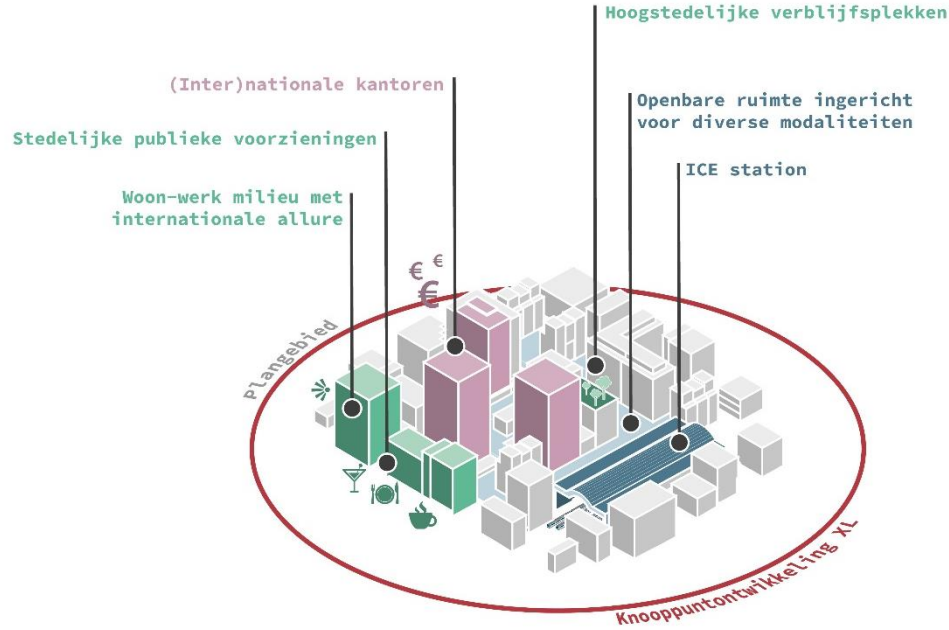 Hoogstedelijke verblijfsplekken
(Inter)nationale kantoren
Openbare ruimte ingericht
voor diverse modaliteiten
Stedelijke publieke voorzieningen
ICE station
Woon-werk milieu met
internationale allure
€ € €
Plangebied
Knooppuntontwikkeling XL